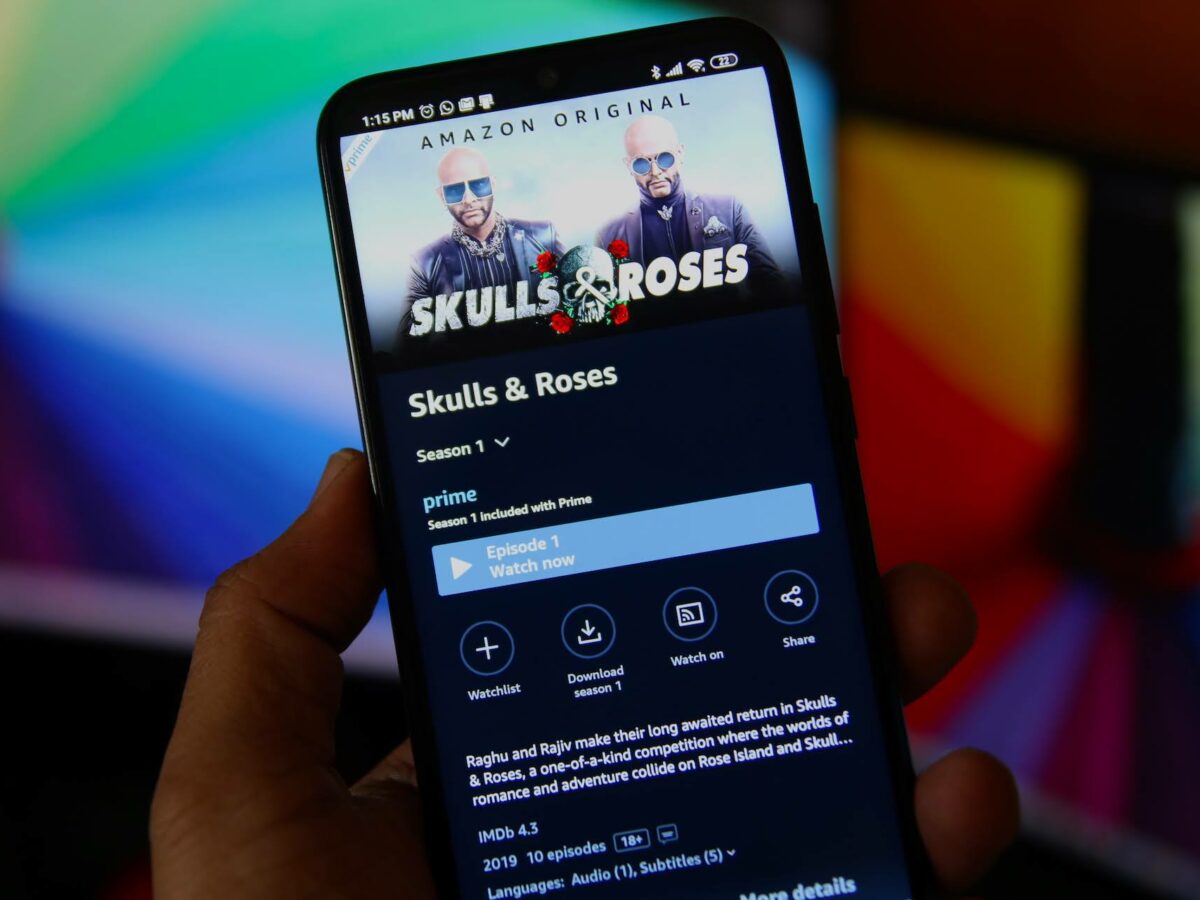 1:15 PM 22
prime
AMAZON ORIGINAL
SKULLS & ROSES
Skulls & Roses
Season 1
prime
Season 1 included with Prime
Episode 1
Watch now
Watchlist
Download
season 1
Watch on
Share
Raghu and Rajiv make their long awaited return in Skulls
& Roses, a one-of-a-kind competition where the worlds of
romance and adventure collide on Rose Island and Skull...
IMDb 4.3
2019 10 episodes 18+
Languages: Audio (1), Subtitles (5)
More details